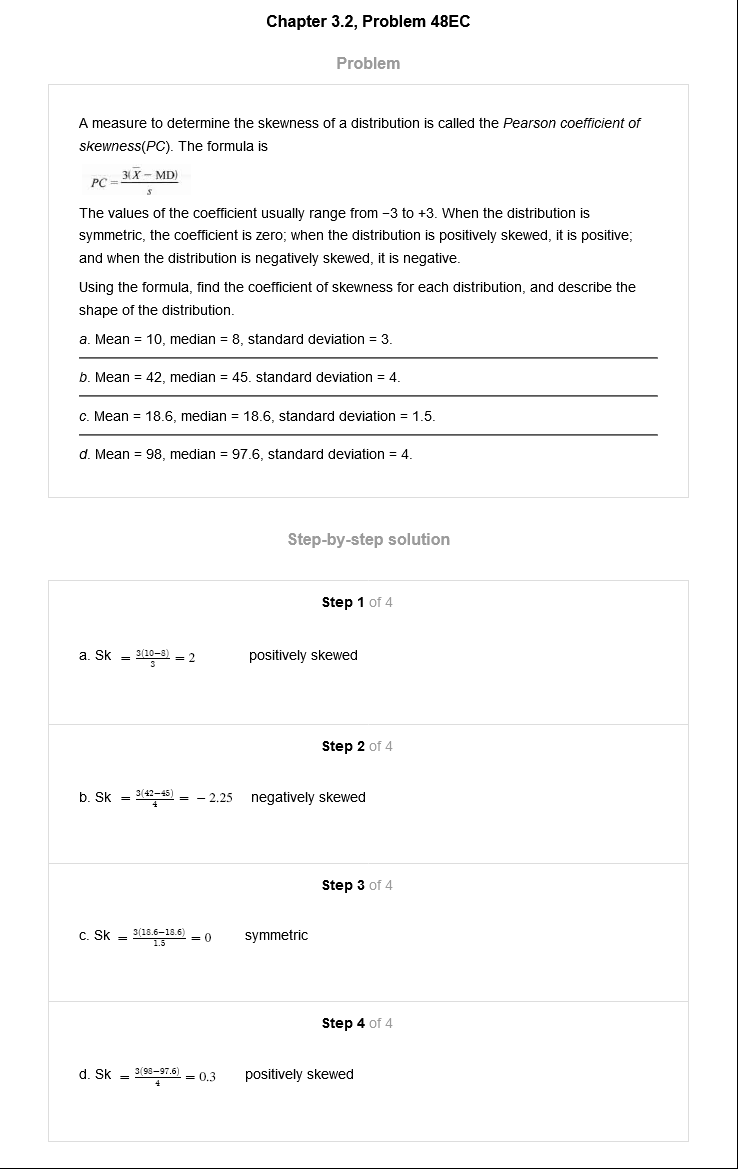 Chapter 3.2, Problem 48EC
Problem
A measure to determine the skewness of a distribution is called the Pearson coefficient of
skewness(PC). The formula is
PC = 3(X̄ − MD) / s
The values of the coefficient usually range from −3 to +3. When the distribution is
symmetric, the coefficient is zero; when the distribution is positively skewed, it is positive;
and when the distribution is negatively skewed, it is negative.
Using the formula, find the coefficient of skewness for each distribution, and describe the
shape of the distribution.
a. Mean = 10, median = 8, standard deviation = 3.
b. Mean = 42, median = 45. standard deviation = 4.
c. Mean = 18.6, median = 18.6, standard deviation = 1.5.
d. Mean = 98, median = 97.6, standard deviation = 4.
Step-by-step solution
Step 1 of 4
a. Sk = 3(10−8) / 3 = 2 positively skewed
Step 2 of 4
b. Sk = 3(42−45) / 4 = − 2.25 negatively skewed
Step 3 of 4
c. Sk = 3(18.6−18.6) / 1.5 = 0 symmetric
Step 4 of 4
d. Sk = 3(98−97.6) / 4 = 0.3 positively skewed